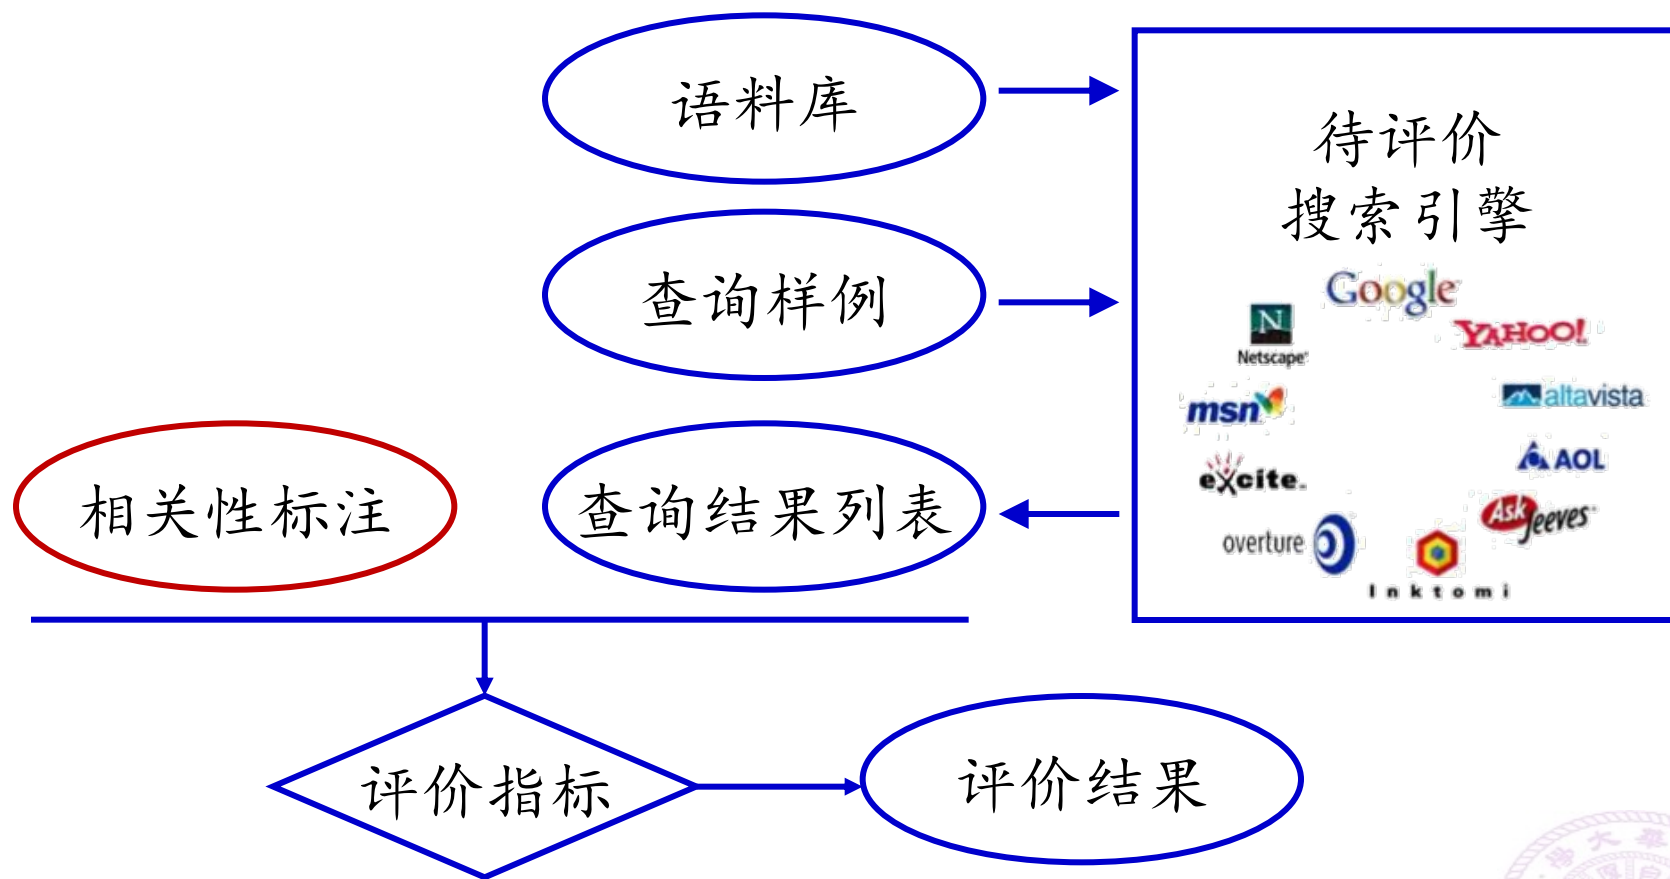 语料库
待评价
搜索引擎
查询样例
Google
YAHOO!
N
Netscape
msn
altavista
excite
AOL
相关性标注
查询结果列表
Ask Jeeves
overture
Inktomi
评价指标
评价结果
大華